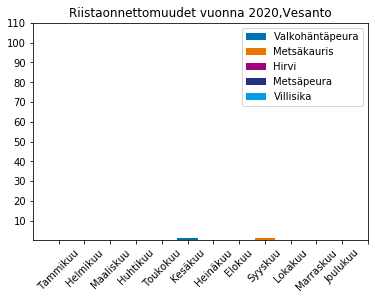 Riistaonnettomuudet vuonna 2020,Vesanto
110
100
90
80
70
60
50
40
30
20
10
Valkohäntäpeura
Metsäkauris
Hirvi
Metsäpeura
Villisika
Tammikuu
Helmikuu
Maaliskuu
Huhtikuu
Toukokuu
Kesäkuu
Heinäkuu
Elokuu
Syyskuu
Lokakuu
Marraskuu
Joulukuu